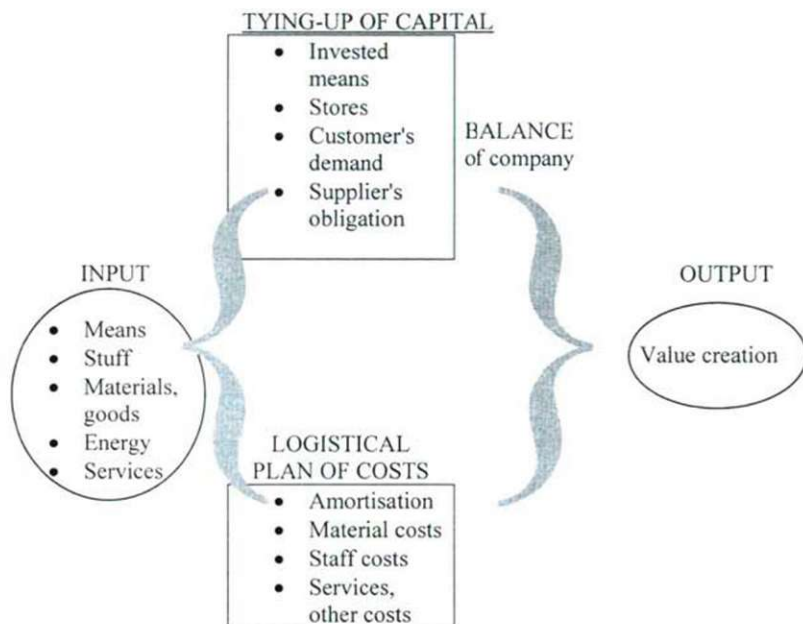 TYING-UP OF CAPITAL
• Invested
means
• Stores
• Customer's
demand
• Supplier's
obligation
BALANCE
of company
INPUT
• Means
• Stuff
• Materials,
goods
• Energy
• Services
OUTPUT
Value creation
LOGISTICAL
PLAN OF COSTS
• Amortisation
• Material costs
• Staff costs
• Services,
other costs